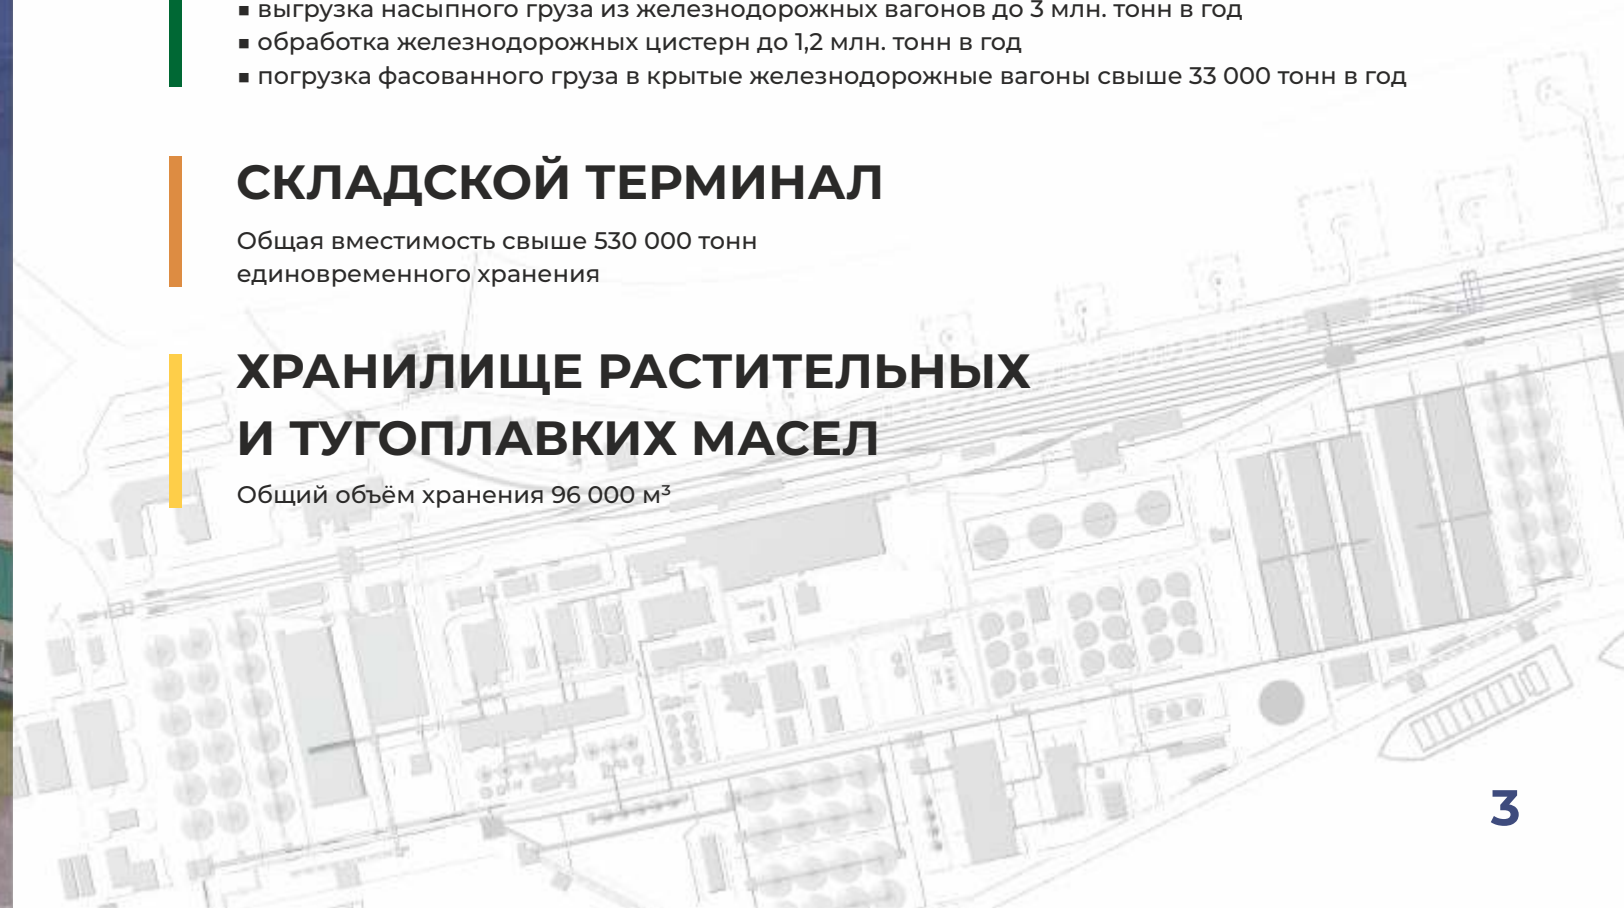 ▪ выгрузка насыпного груза из железнодорожных вагонов до 3 млн. тонн в год
▪ обработка железнодорожных цистерн до 1,2 млн. тонн в год
▪ погрузка фасованного груза в крытые железнодорожные вагоны свыше 33 000 тонн в год
СКЛАДСКОЙ ТЕРМИНАЛ
Общая вместимость свыше 530 000 тонн
единовременного хранения
ХРАНИЛИЩЕ РАСТИТЕЛЬНЫХ
И ТУГОПЛАВКИХ МАСЕЛ
Общий объём хранения 96 000 м³
3